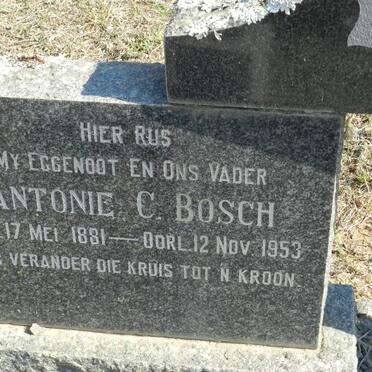 HIER RUS
MY EGGENOOT EN ONS VADER
ANTONIE C. BOSCH
17 MEI 1881 — OORL. 12 NOV. 1953
VERANDER DIE KRUIS TOT 'N KROON